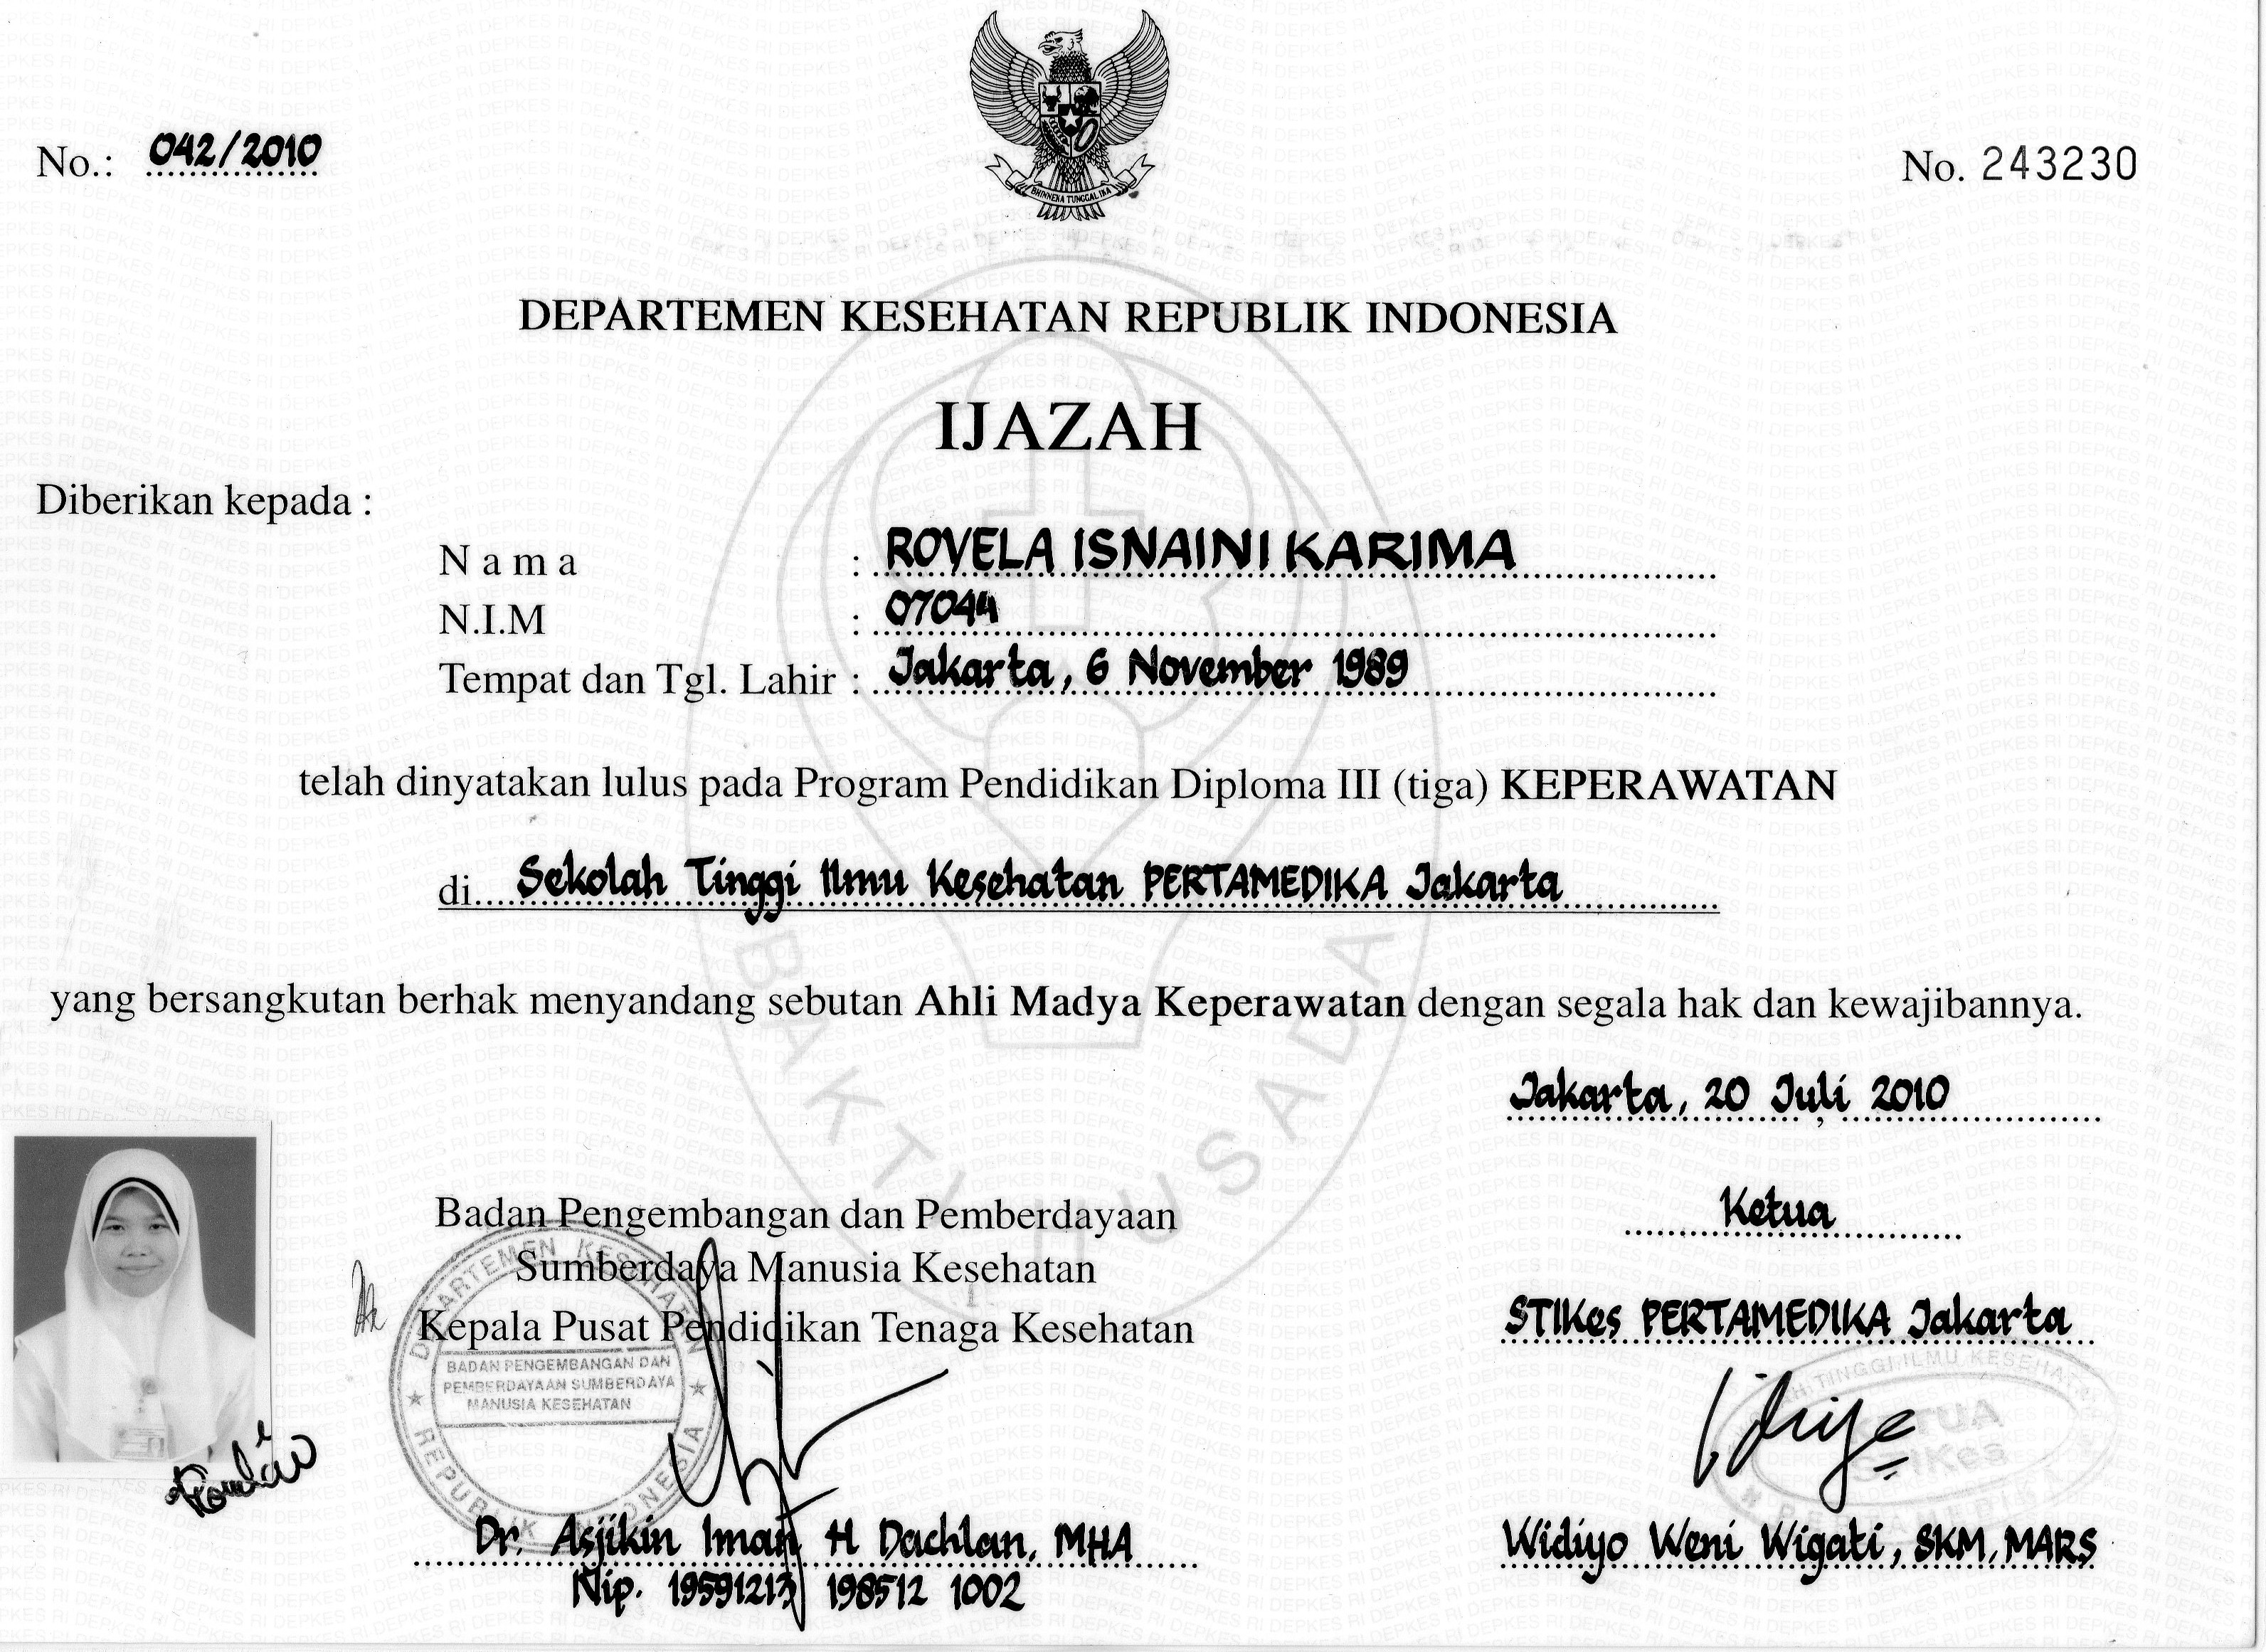 BHINNEKA TUNGGAL IKA
No.: 042/2010
No. 243230
DEPARTEMEN KESEHATAN REPUBLIK INDONESIA
IJAZAH
Diberikan kepada :
Nama : ROVELA ISNAINI KARIMA
N.I.M : 07044
Tempat dan Tgl. Lahir : Jakarta, 6 November 1989
telah dinyatakan lulus pada Program Pendidikan Diploma III (tiga) KEPERAWATAN
di Sekolah Tinggi Ilmu Kesehatan PERTAMEDIKA Jakarta
yang bersangkutan berhak menyandang sebutan Ahli Madya Keperawatan dengan segala hak dan kewajibannya.
BAKTI HUSADA
Jakarta, 20 Juli 2010
Ketua
STIKes PERTAMEDIKA Jakarta
KETUA
STIKes
Widiyo Weni Wigati, SKM, MARS
Badan Pengembangan dan Pemberdayaan
Sumberdaya Manusia Kesehatan
Kepala Pusat Pendidikan Tenaga Kesehatan
DEPARTEMEN KESEHATAN
BADAN PENGEMBANGAN DAN
PEMBERDAYAAN SUMBERDAYA
MANUSIA KESEHATAN
REPUBLIK INDONESIA
Dr. Asjikin Iman H Dachlan, MHA
Nip. 19591213 198512 1002